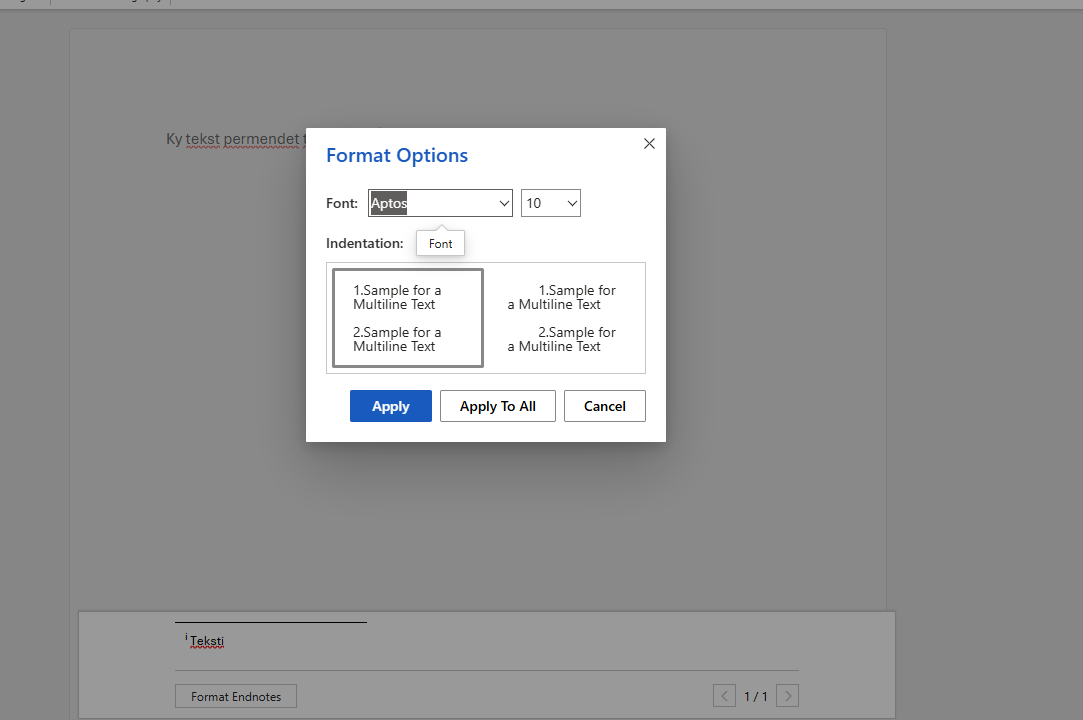 Ky tekst permendet
Format Options
Font: Aptos 10
Indentation:
Font
1.Sample for a
Multiline Text
2.Sample for a
Multiline Text
1.Sample for
a Multiline Text
2.Sample for
a Multiline Text
Apply Apply To All Cancel
i Teksti
Format Endnotes 1 / 1